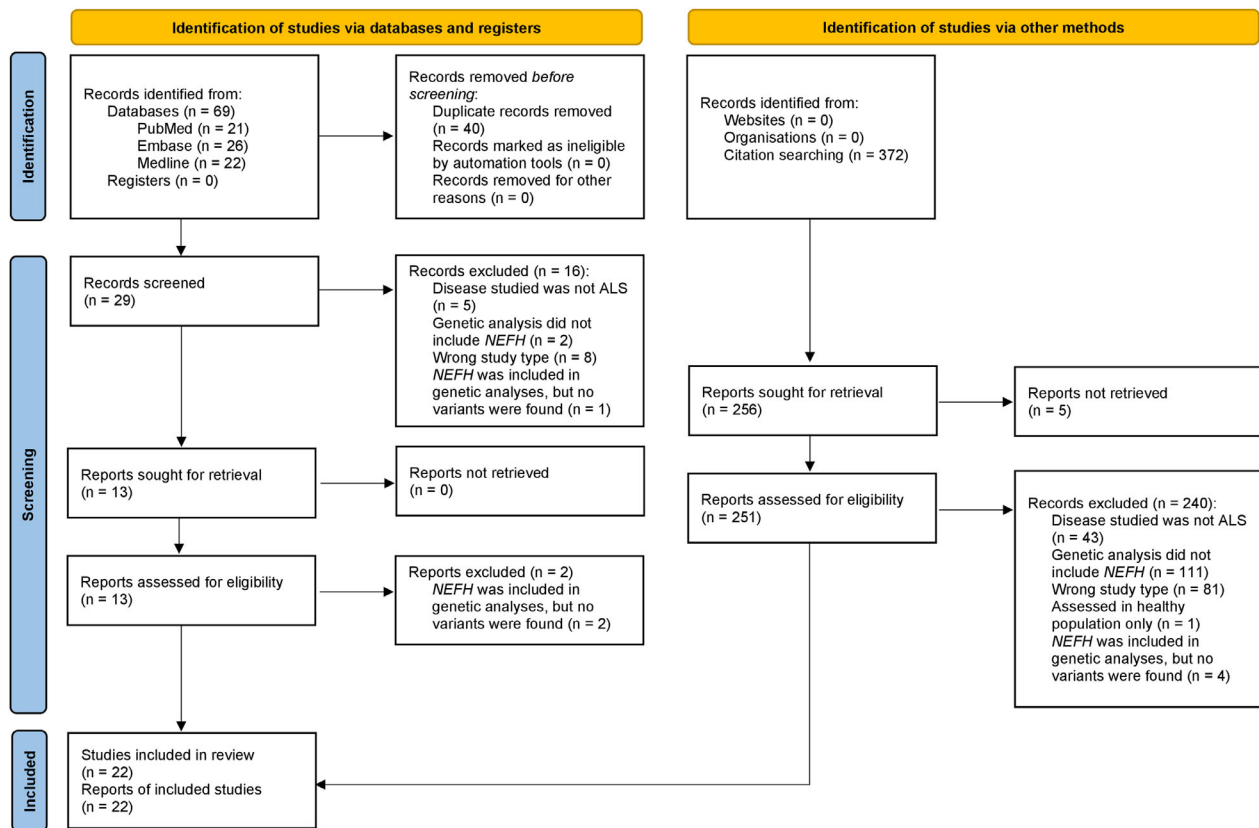 Identification of studies via databases and registers
Identification of studies via other methods
Identification
Records identified from:
Databases (n = 69)
PubMed (n = 21)
Embase (n = 26)
Medline (n = 22)
Registers (n = 0)
Records removed before
screening:
Duplicate records removed
(n = 40)
Records marked as ineligible
by automation tools (n = 0)
Records removed for other
reasons (n = 0)
Records identified from:
Websites (n = 0)
Organisations (n = 0)
Citation searching (n = 372)
Screening
Records screened
(n = 29)
Records excluded (n = 16):
Disease studied was not ALS
(n = 5)
Genetic analysis did not
include NEFH (n = 2)
Wrong study type (n = 8)
NEFH was included in
genetic analyses, but no
variants were found (n = 1)
Reports sought for retrieval
(n = 256)
Reports not retrieved
(n = 5)
Reports sought for retrieval
(n = 13)
Reports not retrieved
(n = 0)
Reports assessed for eligibility
(n = 251)
Records excluded (n = 240):
Disease studied was not ALS
(n = 43)
Genetic analysis did not
include NEFH (n = 111)
Wrong study type (n = 81)
Assessed in healthy
population only (n = 1)
NEFH was included in
genetic analyses, but no
variants were found (n = 4)
Reports assessed for eligibility
(n = 13)
Reports excluded (n = 2)
NEFH was included in
genetic analyses, but no
variants were found (n = 2)
Included
Studies included in review
(n = 22)
Reports of included studies
(n = 22)